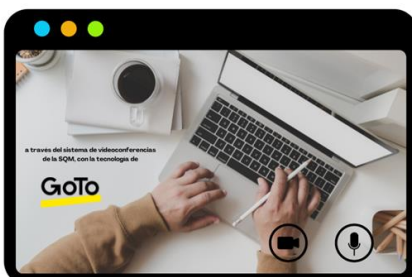 a través del sistema de videoconferencias
de la SQM, con la tecnología de
GoTo